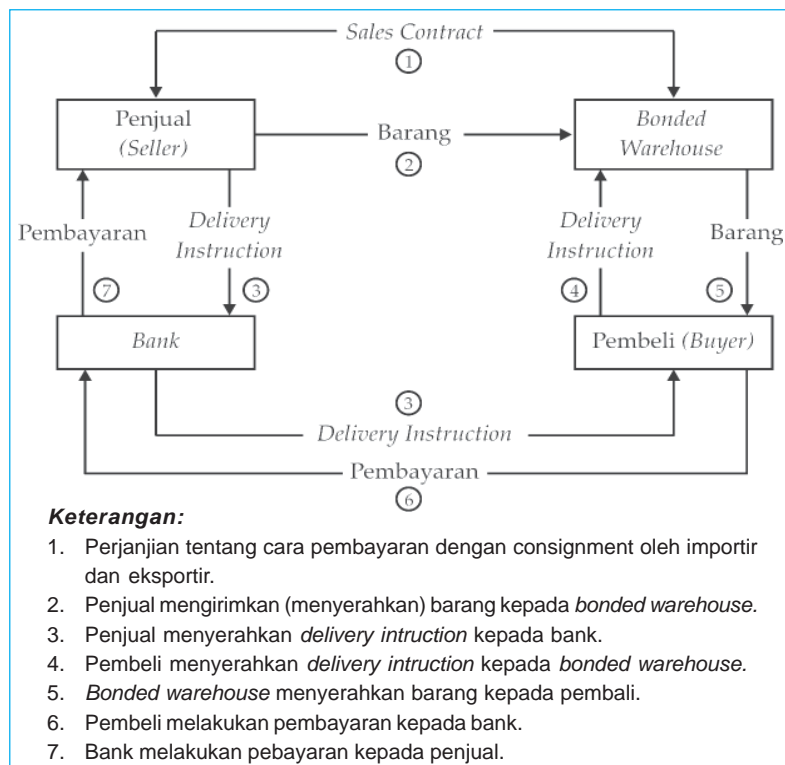 Sales Contract
1
Penjual
(Seller)
Barang
2
Bonded
Warehouse
Pembayaran
7
Delivery
Instruction
3
Delivery
Instruction
4
Barang
5
Bank
Pembeli (Buyer)
3
Delivery Instruction
Pembayaran
6
Keterangan:
1. Perjanjian tentang cara pembayaran dengan consignment oleh importir
dan eksportir.
2. Penjual mengirimkan (menyerahkan) barang kepada bonded warehouse.
3. Penjual menyerahkan delivery intruction kepada bank.
4. Pembeli menyerahkan delivery intruction kepada bonded warehouse.
5. Bonded warehouse menyerahkan barang kepada pembali.
6. Pembeli melakukan pembayaran kepada bank.
7. Bank melakukan pebayaran kepada penjual.